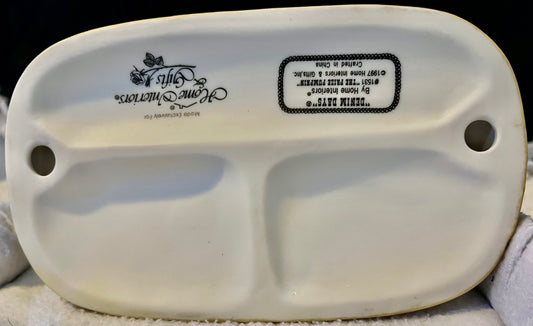 "DENIM DAYS"®
By Home Interiors®
#1531 "THE PRIZE PUMPKIN"
©1997 Home Interiors & Gifts,Inc.
Crafted in China
Made Exclusively For
Home Interiors®
& Gifts